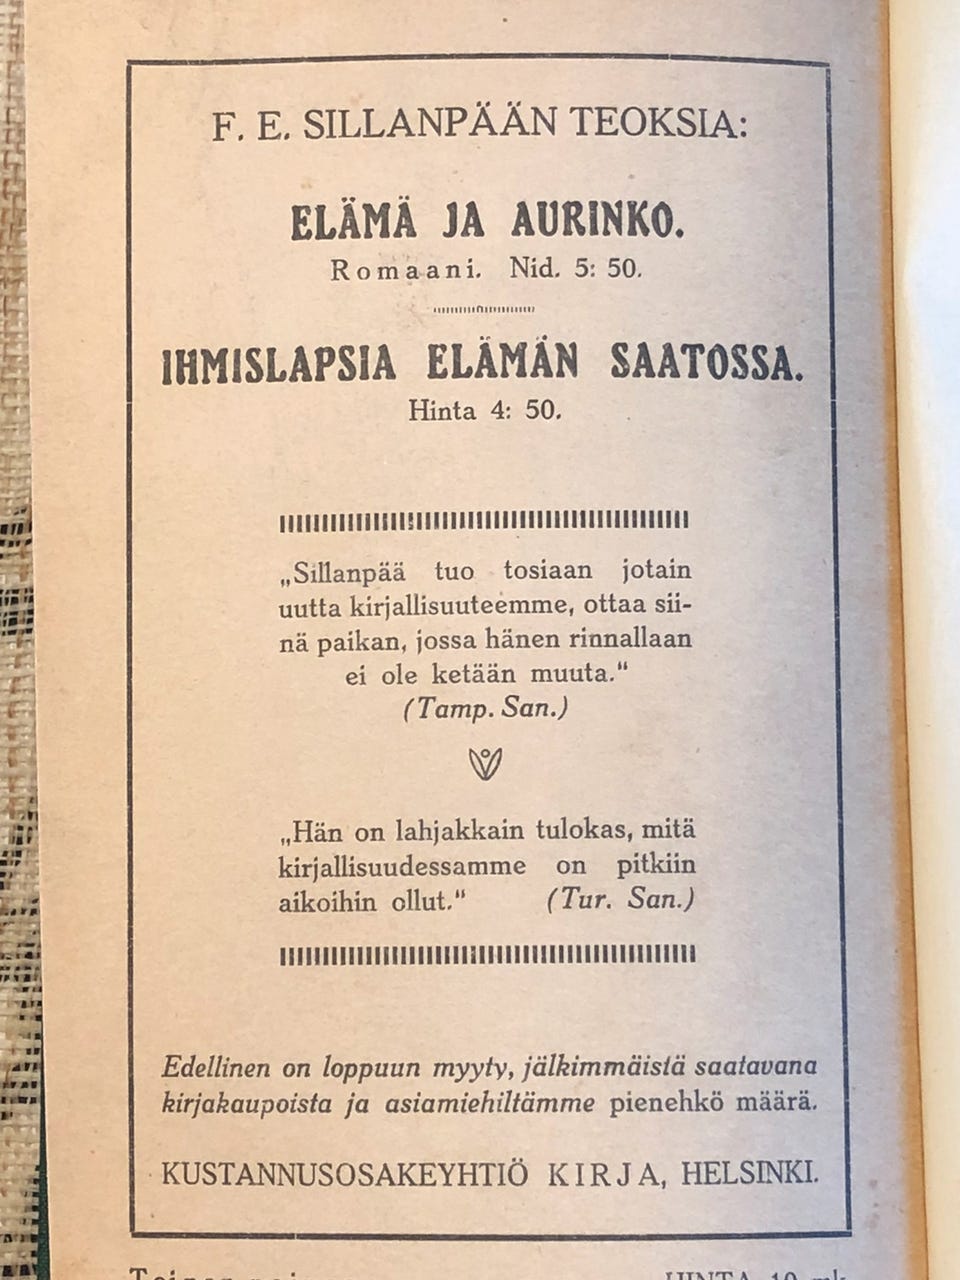 F. E. SILLANPÄÄN TEOKSIA:
ELÄMÄ JA AURINKO.
Romaani. Nid. 5: 50.
IHMISLAPSIA ELÄMÄN SAATOSSA.
Hinta 4: 50.
„Sillanpää tuo tosiaan jotain
uutta kirjallisuuteemme, ottaa sii-
nä paikan, jossa hänen rinnallaan
ei ole ketään muuta.“
(Tamp. San.)
„Hän on lahjakkain tulokas, mitä
kirjallisuudessamme on pitkiin
aikoihin ollut.“ (Tur. San.)
Edellinen on loppuun myyty, jälkimmäistä saatavana
kirjakaupoista ja asiamiehiltämme pienehkö määrä.
KUSTANNUSOSAKEYHTIÖ KIRJA, HELSINKI.
HINTA 10 mk